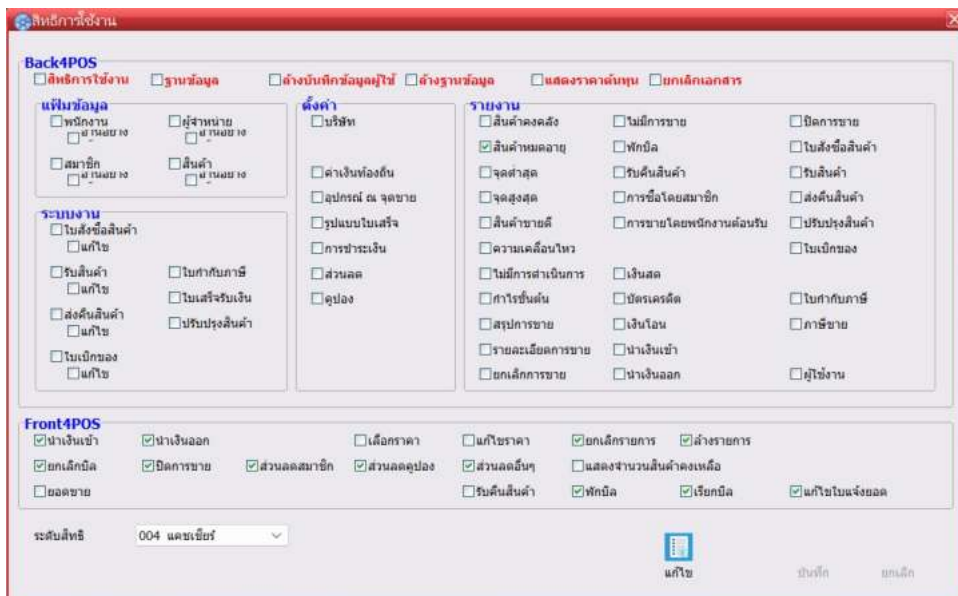 สิทธิการใช้งาน
Back4POS
สิทธิการใช้งาน ฐานข้อมูล ล้างบันทึกข้อมูลผู้ใช้ ล้างฐานข้อมูล แสดงราคาต้นทุน ยกเลิกเอกสาร
แฟ้มข้อมูล
พนักงาน ผู้จำหน่าย
สมาชิก สินค้า
ระบบงาน
ใบสั่งซื้อสินค้า
แก้ไข
รับสินค้า ใบกำกับภาษี
แก้ไข
ใบเสร็จรับเงิน
ส่งคืนสินค้า
แก้ไข
ปรับปรุงสินค้า
ใบเบิกของ
แก้ไข
ตั้งค่า
บริษัท
ค่าเงินท้องถิ่น
อุปกรณ์ ณ จุดขาย
รูปแบบใบเสร็จ
การชำระเงิน
ส่วนลด
คูปอง
รายงาน
สินค้าคงคลัง ไม่มีการขาย ปิดการขาย
สินค้าหมดอายุ พักบิล ใบสั่งซื้อสินค้า
จุดต่ำสุด รับคืนสินค้า รับสินค้า
จุดสูงสุด การซื้อโดยสมาชิก ส่งคืนสินค้า
สินค้าขายดี การขายโดยพนักงานต้อนรับ ปรับปรุงสินค้า
ความเคลื่อนไหว ใบเบิกของ
ไม่มีการดำเนินการ เงินสด
กำไรขั้นต้น บัตรเครดิต ใบกำกับภาษี
สรุปการขาย เงินโอน ภาษีขาย
รายละเอียดการขาย นำเงินเข้า
ยกเลิกการขาย นำเงินออก ผู้ใช้งาน
Front4POS
นำเงินเข้า นำเงินออก เลือกราคา แก้ไขราคา ยกเลิกรายการ ล้างรายการ
ยกเลิกบิล ปิดการขาย ส่วนลดสมาชิก ส่วนลดคูปอง ส่วนลดอื่นๆ แสดงจำนวนสินค้าคงเหลือ
ยอดขาย รับคืนสินค้า พักบิล เรียกบิล แก้ไขใบแจ้งยอด
ระดับสิทธิ 004 แคชเชียร์
แก้ไข บันทึก ยกเลิก